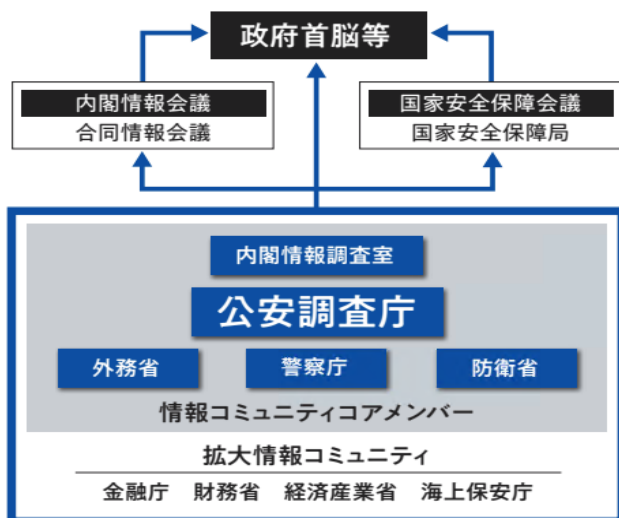 政府首脳等
内閣情報会議
合同情報会議
国家安全保障会議
国家安全保障局
内閣情報調査室
公安調査庁
外務省 警察庁 防衛省
情報コミュニティコアメンバー
拡大情報コミュニティ
金融庁 財務省 経済産業省 海上保安庁